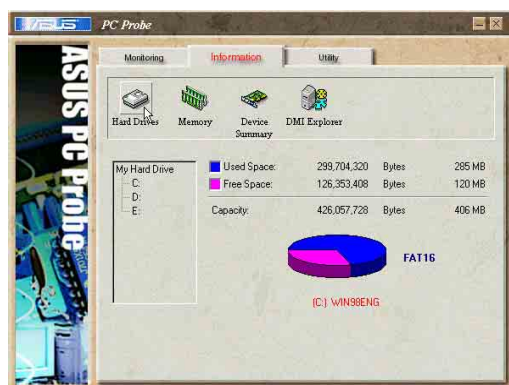 ASUS PC Probe
ASUS PC Probe
Monitoring Information Utility
Hard Drives Memory Device Summary DMI Explorer
My Hard Drive
C:
D:
E:
Used Space: 299,704,320 Bytes 285 MB
Free Space: 126,353,408 Bytes 120 MB
Capacity: 426,057,728 Bytes 406 MB
FAT16
(C:) WIN98ENG